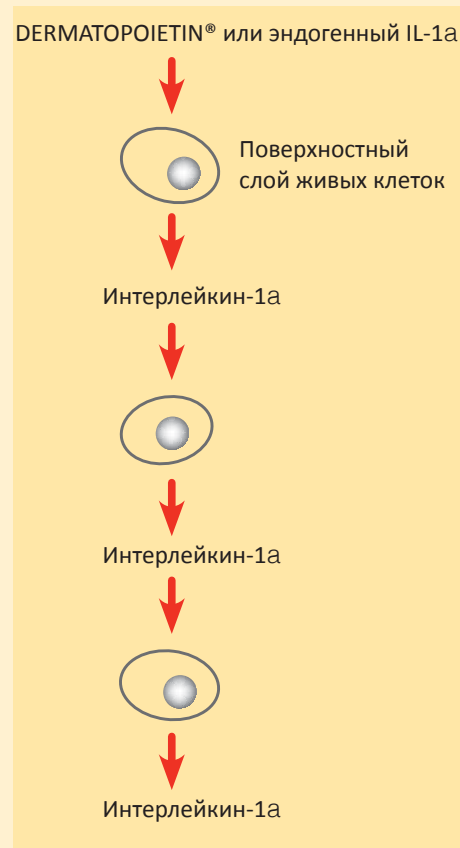 DERMATOPOIETIN® или эндогенный IL-1a
Поверхностный
слой живых клеток
Интерлейкин-1a
Интерлейкин-1a
Интерлейкин-1a